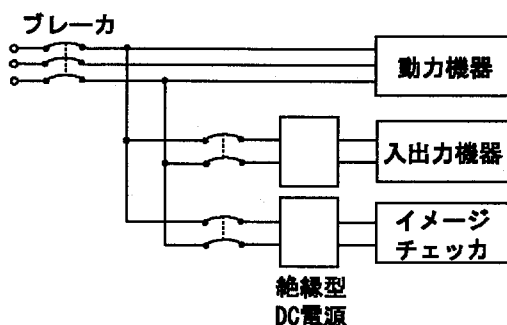 ブレーカ
動力機器
入出力機器
イメージ
チェッカ
絶縁型
DC電源